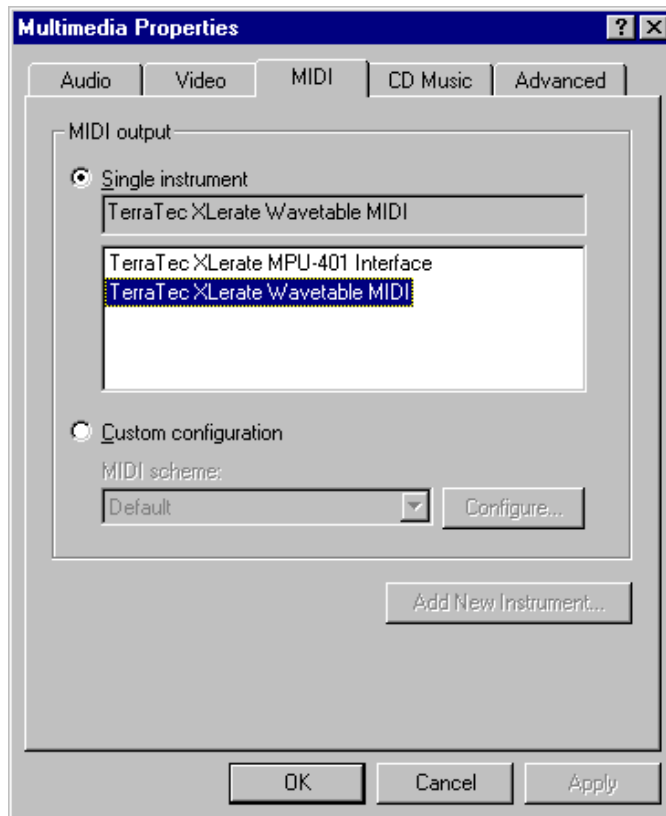 Multimedia Properties
?
Audio Video MIDI CD Music Advanced
MIDI output
Single instrument
TerraTec XLerate Wavetable MIDI
TerraTec XLerate MPU-401 Interface
TerraTec XLerate Wavetable MIDI
Custom configuration
MIDI scheme:
Default
Configure...
Add New Instrument...
OK Cancel Apply